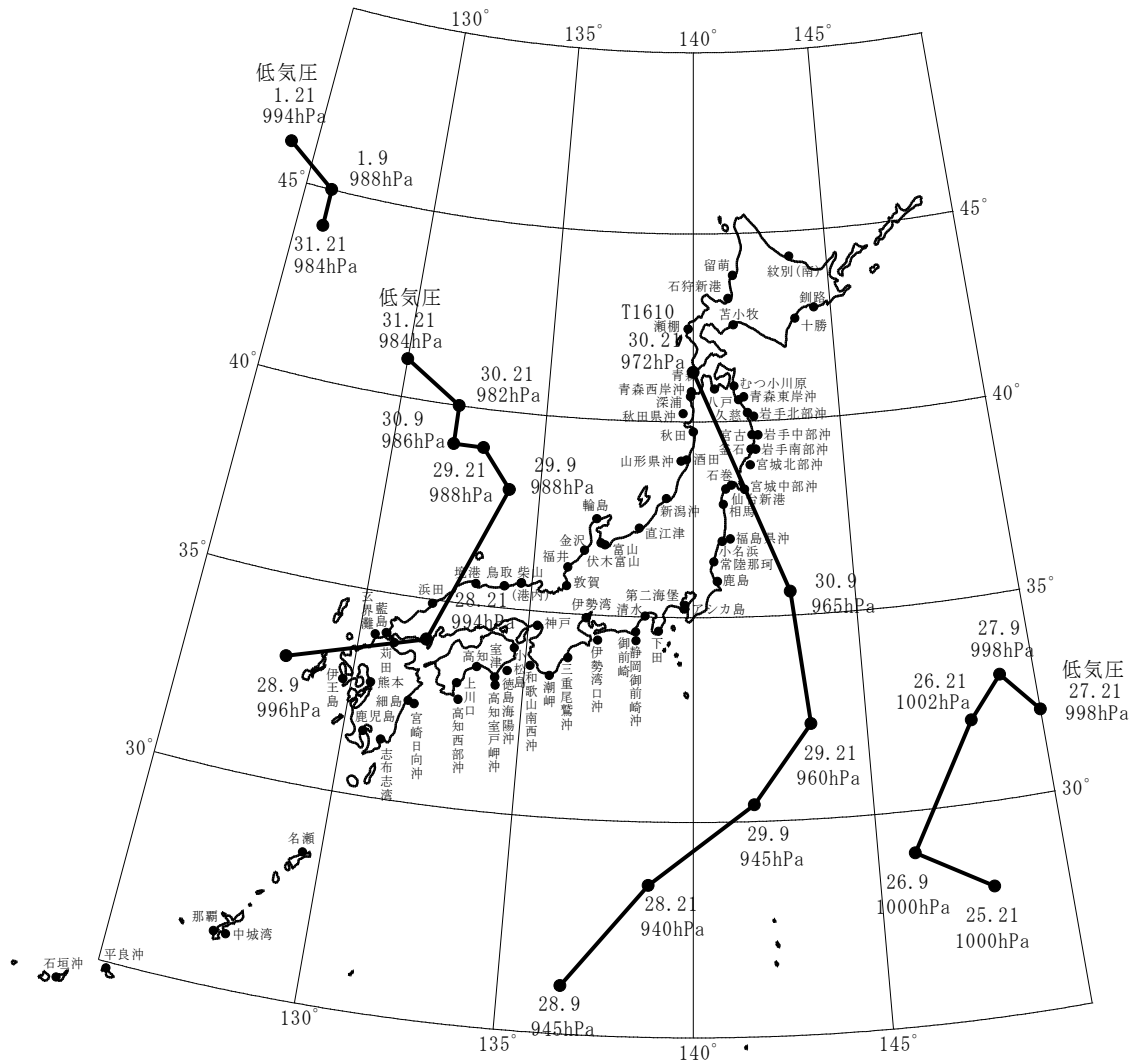 130°
135°
140°
145°
低気圧
1.21
994hPa
1.9
988hPa
45°
31.21
984hPa
45°
留萌
紋別(南)
石狩新港
釧路
苫小牧
十勝
T1610
瀬棚
30.21
972hPa
低気圧
31.21
984hPa
40°
30.21
982hPa
30.9
986hPa
29.21
988hPa
29.9
988hPa
青森西岸沖
深浦
秋田県沖
秋田
山形県沖
酒田
むつ小川原
八戸
青森東岸沖
久慈
岩手北部沖
宮古
岩手中部沖
釜石
岩手南部沖
宮城北部沖
石巻
宮城中部沖
仙台新港
相馬
40°
輪島
新潟沖
直江津
金沢
富山
伏木富山
福井
敦賀
福島県沖
小名浜
常陸那珂
鹿島
35°
境港
鳥取
柴山
(港内)
浜田
玄界灘
藍島
28.21
994hPa
神戸
伊勢湾
第二海堡
清水
アシカ島
30.9
965hPa
35°
苅田
28.9
996hPa
伊王島
熊本
細島
鹿児島
志布志湾
宮崎日向沖
上川口
高知
高知西部沖
室津
高知室戸岬沖
徳島海陽沖
小松島
和歌山南西沖
潮岬
三重尾鷲沖
伊勢湾口沖
御前崎
静岡御前崎沖
下田
27.9
998hPa
26.21
1002hPa
低気圧
27.21
998hPa
30°
29.21
960hPa
30°
29.9
945hPa
名瀬
28.21
940hPa
26.9
1000hPa
25.21
1000hPa
那覇
中城湾
石垣沖
平良沖
28.9
945hPa
130°
135°
140°
145°